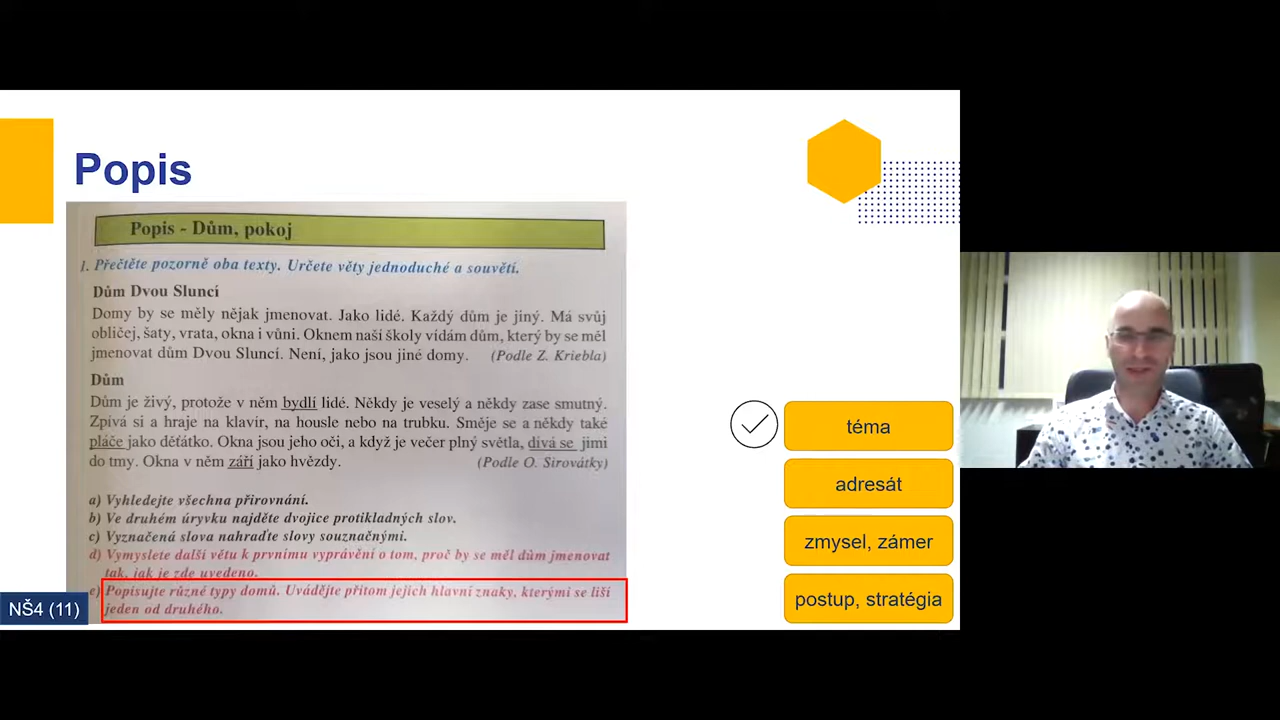 Popis
Popis - Dům, pokoj
1. Přečtěte pozorně oba texty. Určete věty jednoduché a souvětí.
Dům Dvou Sluncí
Domy by se měly nějak jmenovat. Jako lidé. Každý dům je jiný. Má svůj
obličej, šaty, vrata, okna i vůni. Oknem naší školy vídám dům, který by se měl
jmenovat dům Dvou Sluncí. Není, jako jsou jiné domy. (Podle Z. Kriebla)
Dům
Dům je živý, protože v něm bydlí lidé. Někdy je veselý a někdy zase smutný.
Zpívá si a hraje na klavír, na housle nebo na trubku. Směje se a někdy také
pláče jako děťátko. Okna jsou jeho oči, a když je večer plný světla, dívá se jimi
do tmy. Okna v něm září jako hvězdy. (Podle O. Sirovátky)
a) Vyhledejte všechna přirovnání.
b) Ve druhém úryvku najděte dvojice protikladných slov.
c) Vyznačená slova nahraďte slovy souznačnými.
d) Vymyslete další větu k prvnímu vyprávění o tom, proč by se měl dům jmenovat
tak, jak je zde uvedeno.
e) Popisujte různé typy domů. Uvádějte přitom jejich hlavní znaky, kterými se liší
jeden od druhého.
NŠ4 (11)
téma
adresát
zmysel, zámer
postup, stratégia